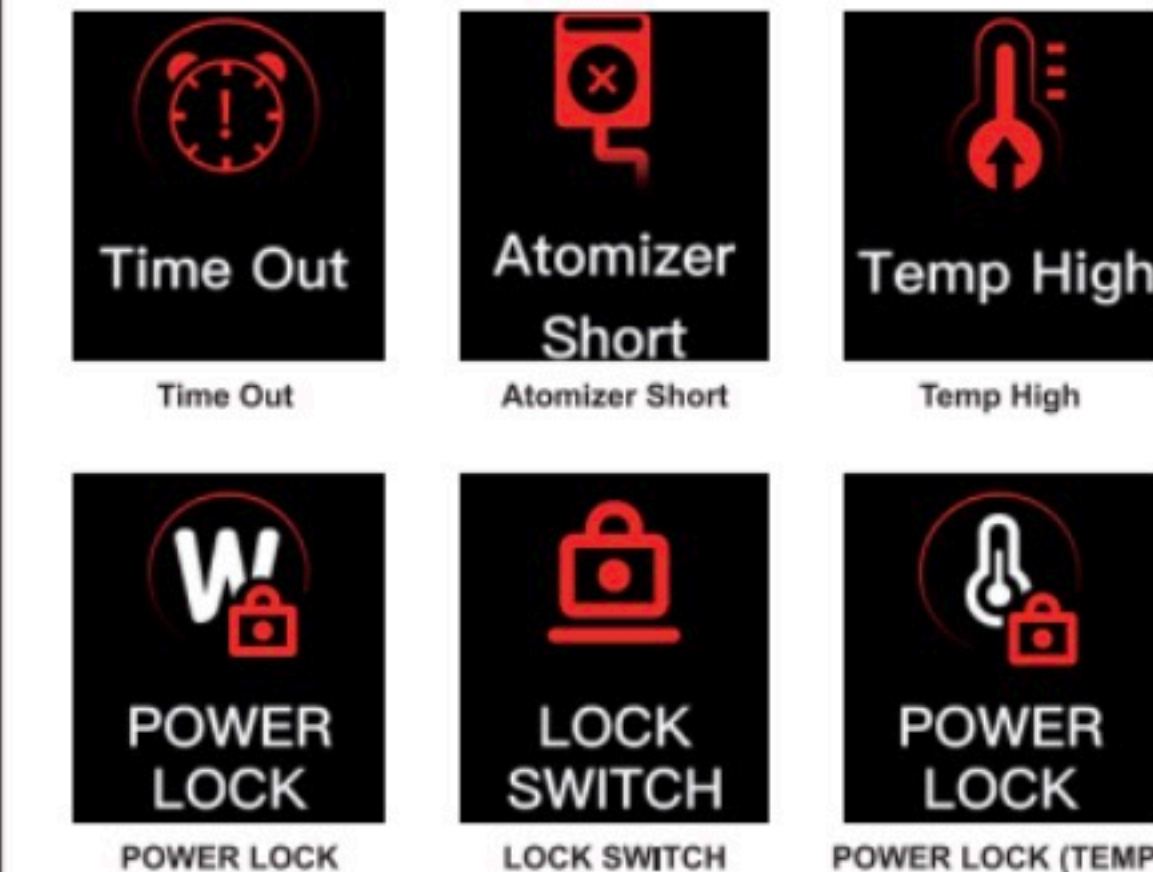 Time Out
Atomizer
Short
Temp High
Time Out
Atomizer Short
Temp High
W
POWER
LOCK
LOCK
SWITCH
POWER
LOCK
POWER LOCK
LOCK SWITCH
POWER LOCK (TEMP